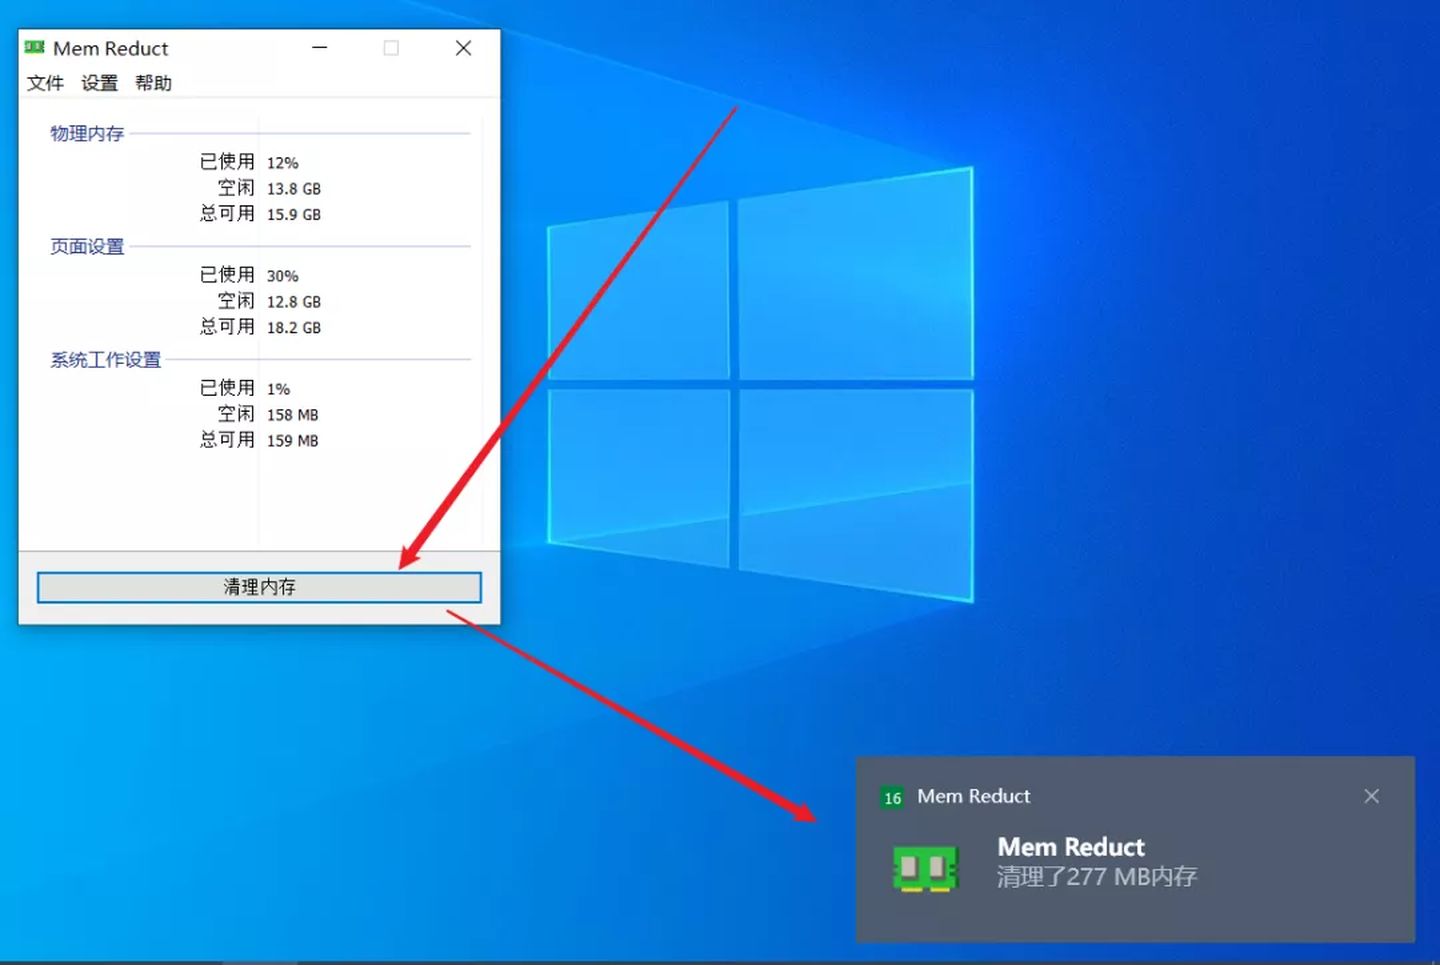 Mem Reduct
文件 设置 帮助
物理内存
已使用 12%
空闲 13.8 GB
总可用 15.9 GB
页面设置
已使用 30%
空闲 12.8 GB
总可用 18.2 GB
系统工作设置
已使用 1%
空闲 158 MB
总可用 159 MB
清理内存
16 Mem Reduct
Mem Reduct
清理了277 MB内存